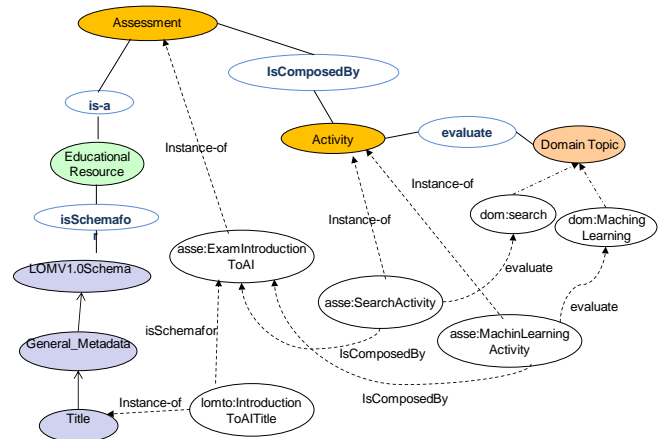 Assessment
IsComposedBy
is-a
Activity
evaluate
Domain Topic
Educational
Resource
Instance-of
Instance-of
Instance-of
isSchemafo
r
dom:search
dom:Maching
Learning
asse:ExamIntroduction
ToAI
LOMV1.0Schema
evaluate
asse:SearchActivity
evaluate
isSchemafor
asse:MachinLearning
Activity
General_Metadata
IsComposedBy
IsComposedBy
Instance-of
lomto:Introduction
ToAITitle
Title